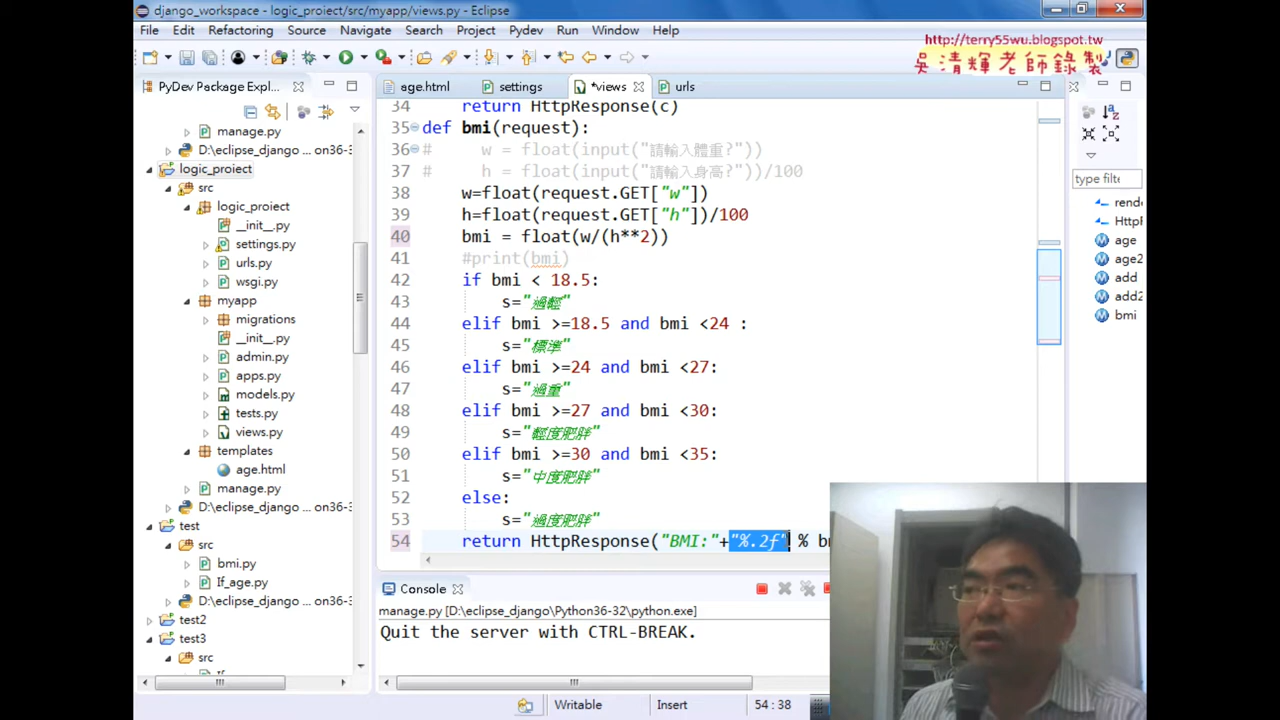 django_workspace - logic_proiect/src/myapp/views.py - Eclipse
File Edit Refactoring Source Navigate Search Project Pydev Run Window Help
http://terry55wu.blogspot.tw
吳清輝老師錄製
PyDev Package Expl...
age.html
settings
*views
urls
manage.py
D:\eclipse_django on36-3
logic_proiect
src
logic_proiect
__init__.py
settings.py
urls.py
wsgi.py
myapp
migrations
__init__.py
admin.py
apps.py
models.py
tests.py
views.py
templates
age.html
manage.py
D:\eclipse_django on36-3
test
src
bmi.py
If_age.py
D:\eclipse_django on36-3
test2
test3
src
34 return HttpResponse(c)
35 def bmi(request):
36 # w = float(input("請輸入體重?"))
37 # h = float(input("請輸入身高?"))/100
38 w=float(request.GET["w"])
39 h=float(request.GET["h"])/100
40 bmi = float(w/(h**2))
41 #print(bmi)
42 if bmi < 18.5:
43 s="過輕"
44 elif bmi >=18.5 and bmi <24 :
45 s="標準"
46 elif bmi >=24 and bmi <27:
47 s="過重"
48 elif bmi >=27 and bmi <30:
49 s="輕度肥胖"
50 elif bmi >=30 and bmi <35:
51 s="中度肥胖"
52 else:
53 s="過度肥胖"
54 return HttpResponse("BMI:"+"%.2f" % b
type filte
rende
HttpR
age
age2
add
add2
bmi
Console
manage.py [D:\eclipse_django\Python36-32\python.exe]
Quit the server with CTRL-BREAK.
Writable
Insert
54 : 38